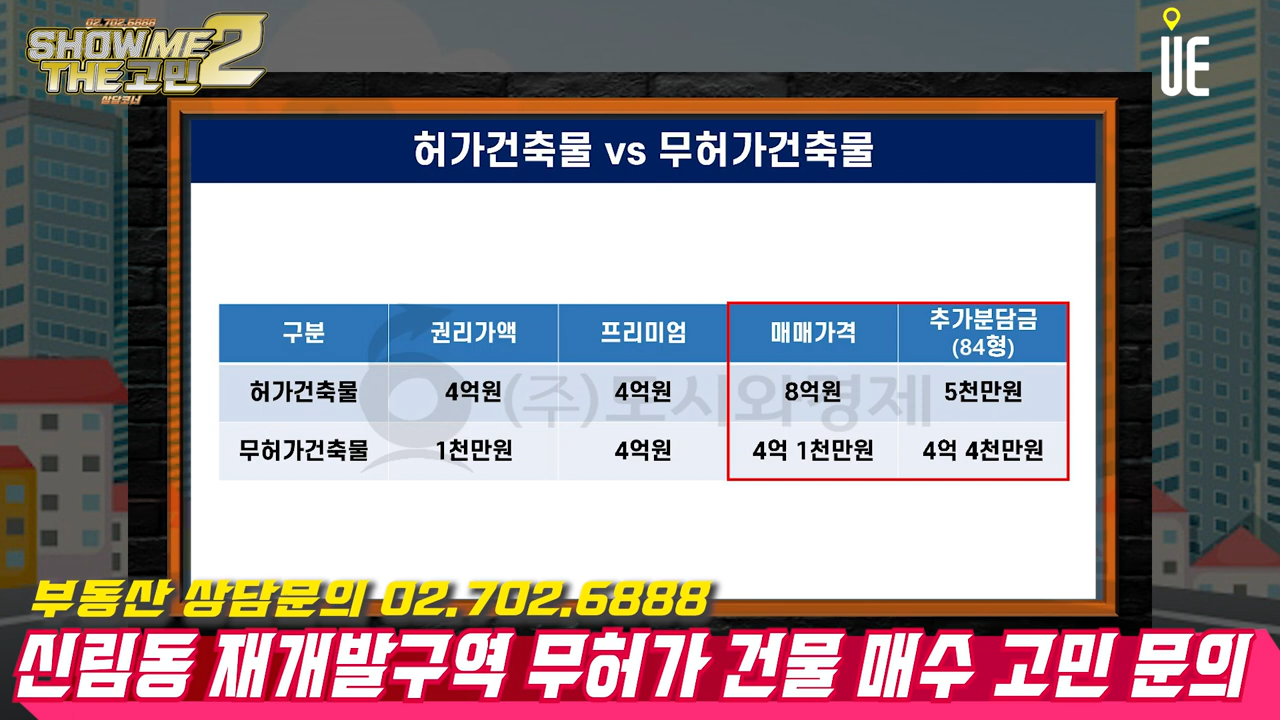 02.702.6888
SHOW ME
THE고민 2
상담코너
UE
허가건축물 vs 무허가건축물
구분 권리가액 프리미엄 매매가격 추가분담금
(84형)
허가건축물 4억원 4억원 8억원 5천만원
무허가건축물 1천만원 4억원 4억 1천만원 4억 4천만원
(주)도시와경제
부동산 상담문의 02.702.6888
신림동 재개발구역 무허가 건물 매수 고민 문의